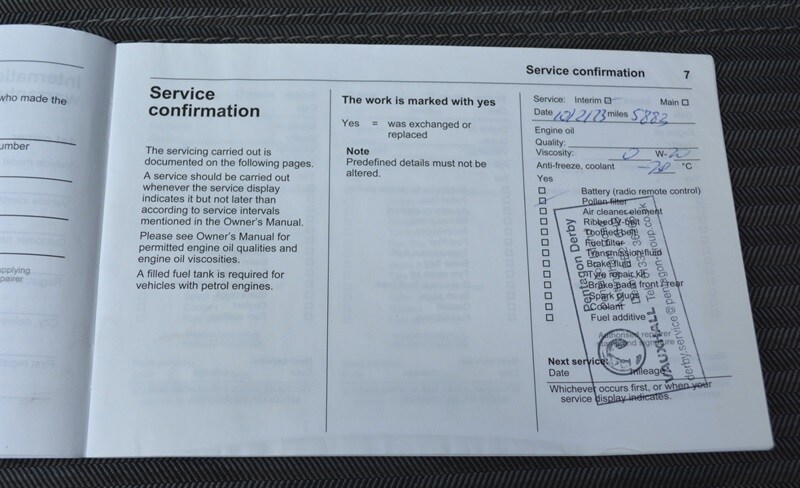 who made the
umber
pplying
pairer
Service confirmation 7
Service
confirmation
The servicing carried out is
documented on the following pages.
A service should be carried out
whenever the service display
indicates it but not later than
according to service intervals
mentioned in the Owner's Manual.
Please see Owner's Manual for
permitted engine oil qualities and
engine oil viscosities.
A filled fuel tank is required for
vehicles with petrol engines.
The work is marked with yes
Yes = was exchanged or
replaced
Note
Predefined details must not be
altered.
Service: Interim Main
Date miles 5883
Engine oil
Quality:
Viscosity: 0 W-20
Anti-freeze, coolant °C
Yes
Battery (radio remote control)
Pollen filter
Air cleaner element
Ribbed V-belt
Toothed belt
Fuel filter
Transmission fluid
Brake fluid
Tyre repair kit
Brake pads front / rear
Spark plugs
Coolant
Fuel additive
Authorised repairer
Next service:
Date mileage
Whichever occurs first, or when your
service display indicates.
Pentagon Derby
VAUXHALL